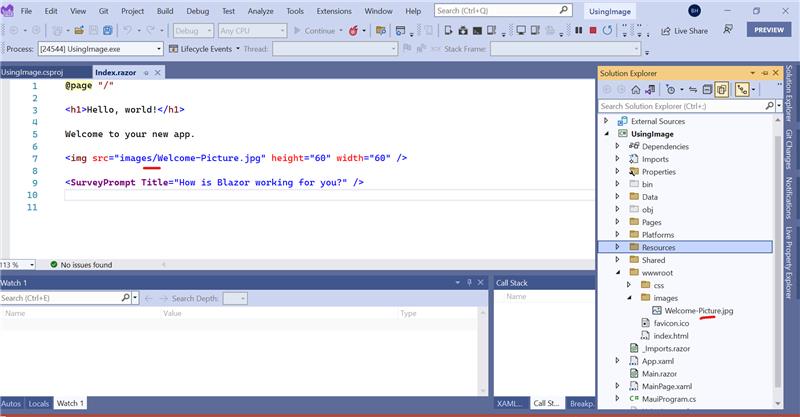 File Edit View Git Project Build Debug Test Analyze Tools Extensions Window Help Search (Ctrl+Q) UsingImage BH
Debug Any CPU Continue Live Share PREVIEW
Process: [24544] UsingImage.exe Lifecycle Events Thread: Stack Frame:
UsingImage.csproj Index.razor
1 @page "/"
2
3 <h1>Hello, world!</h1>
4
5 Welcome to your new app.
6
7 <img src="images/Welcome-Picture.jpg" height="60" width="60" />
8
9 <SurveyPrompt Title="How is Blazor working for you?" />
10
11
113 % No issues found
Watch 1
Search (Ctrl+E) Search Depth:
Name Value Type
Autos Locals Watch 1
Call Stack
Name
XAML... Call St... Breakp.
Solution Explorer
Search Solution Explorer (Ctrl+;)
External Sources
UsingImage
Dependencies
Imports
Properties
bin
Data
obj
Pages
Platforms
Resources
Shared
wwwroot
css
images
Welcome-Picture.jpg
favicon.ico
index.html
_Imports.razor
App.xaml
Main.razor
MainPage.xaml
MauiProgram.cs
Solution Explorer
Git Changes
Notifications
Live Property Explorer